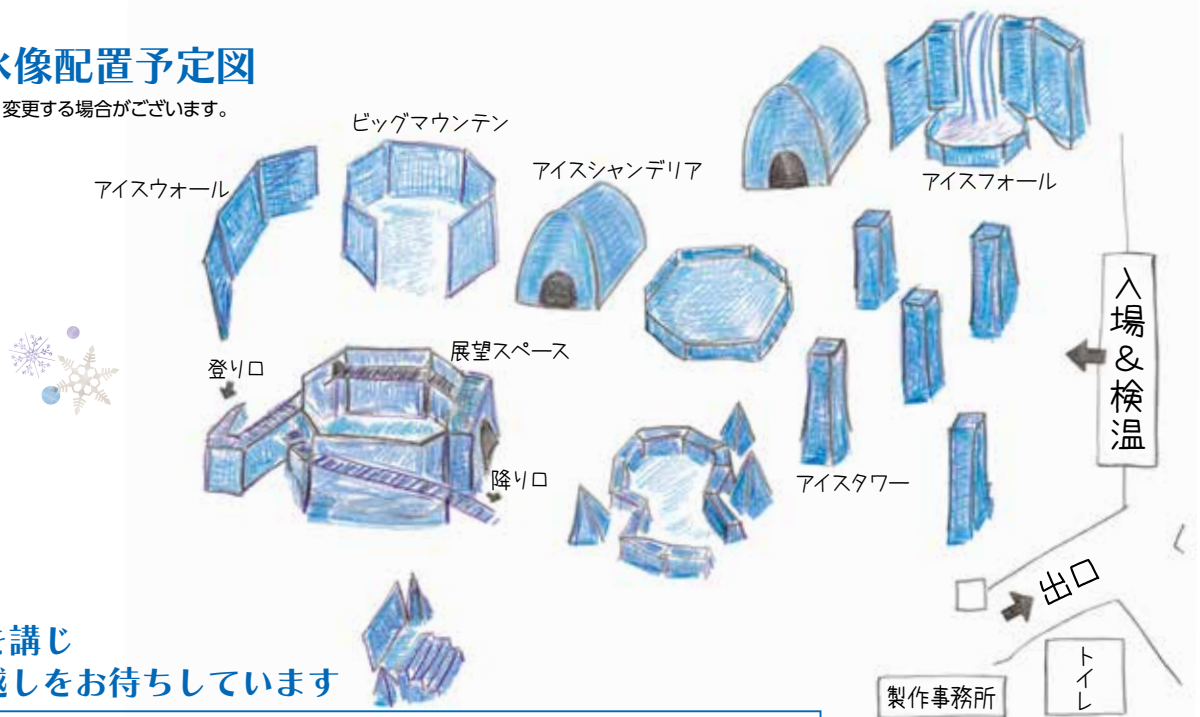 氷像配置予定図
変更する場合がございます。
ビッグマウンテン
アイスウォール
アイスシャンデリア
アイスフォール
入場&検温
登り口
展望スペース
降り口
アイスタワー
出口
トイレ
製作事務所
を講じ
越しをお待ちしています